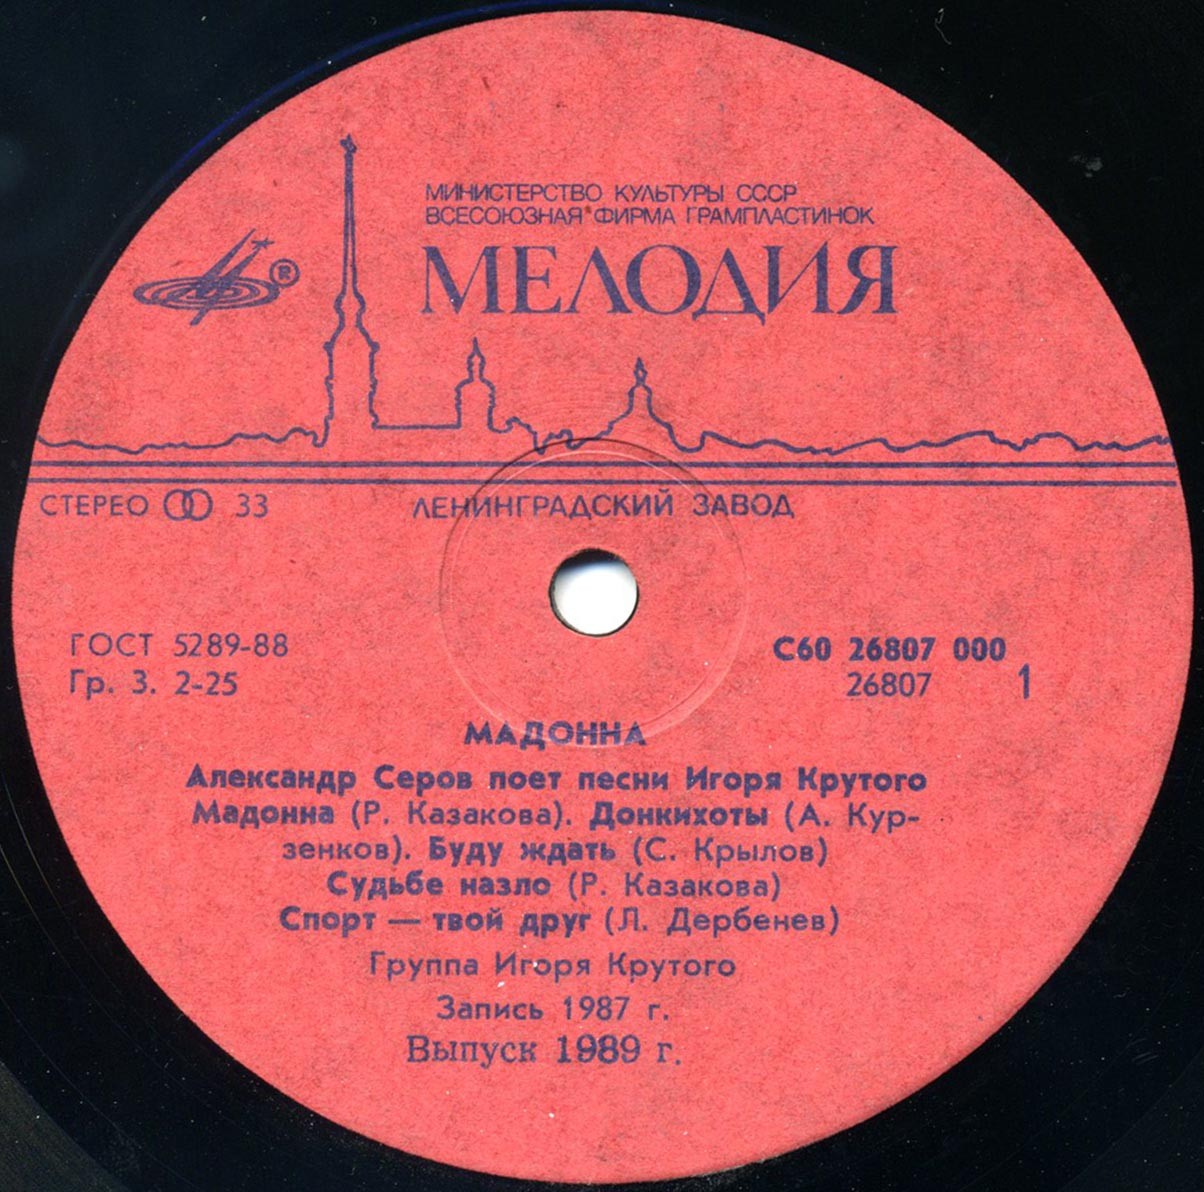 МИНИСТЕРСТВО КУЛЬТУРЫ СССР
ВСЕСОЮЗНАЯ ФИРМА ГРАМПЛАСТИНОК
МЕЛОДИЯ
®
СТЕРЕО 33
ЛЕНИНГРАДСКИЙ ЗАВОД
ГОСТ 5289-88
Гр. 3. 2-25
С60 26807 000
26807 1
МАДОННА
Александр Серов поет песни Игоря Крутого
Мадонна (Р. Казакова). Донкихоты (А. Кур-
зенков). Буду ждать (С. Крылов)
Судьбе назло (Р. Казакова)
Спорт — твой друг (Л. Дербенев)
Группа Игоря Крутого
Запись 1987 г.
Выпуск 1989 г.